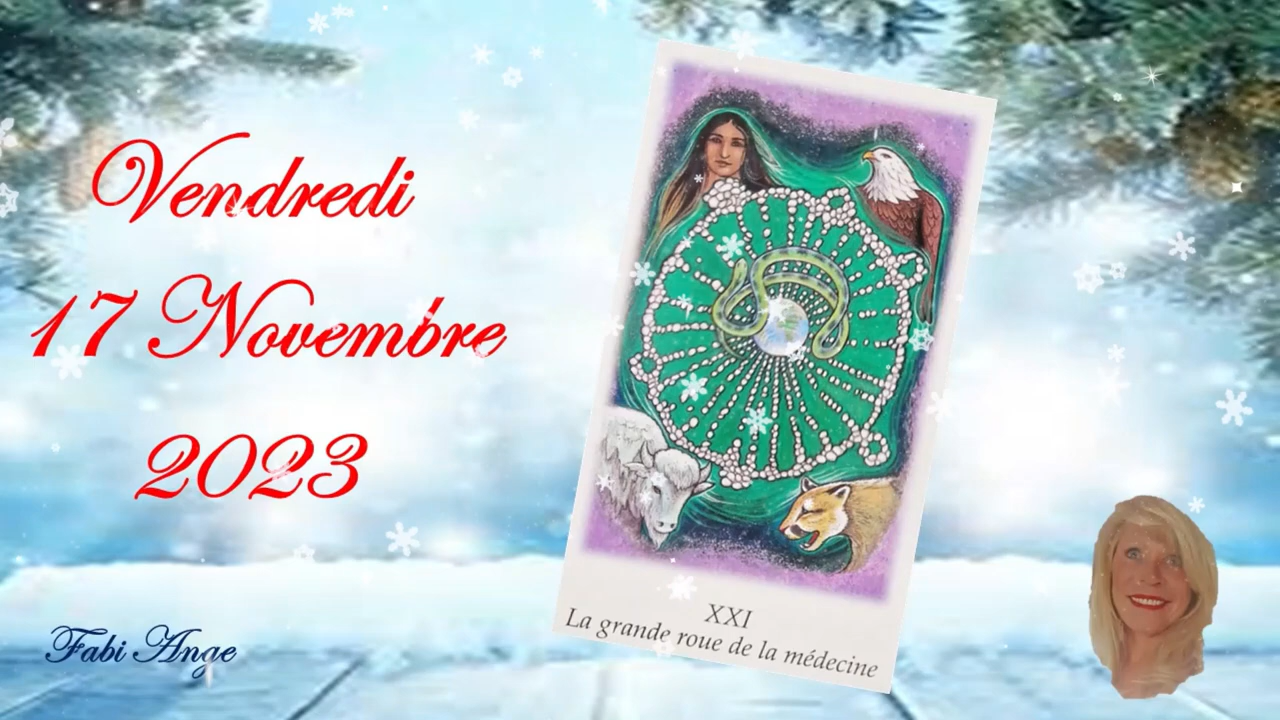 Vendredi
17 Novembre
2023
Fabi Ange
XXI
La grande roue de la médecine